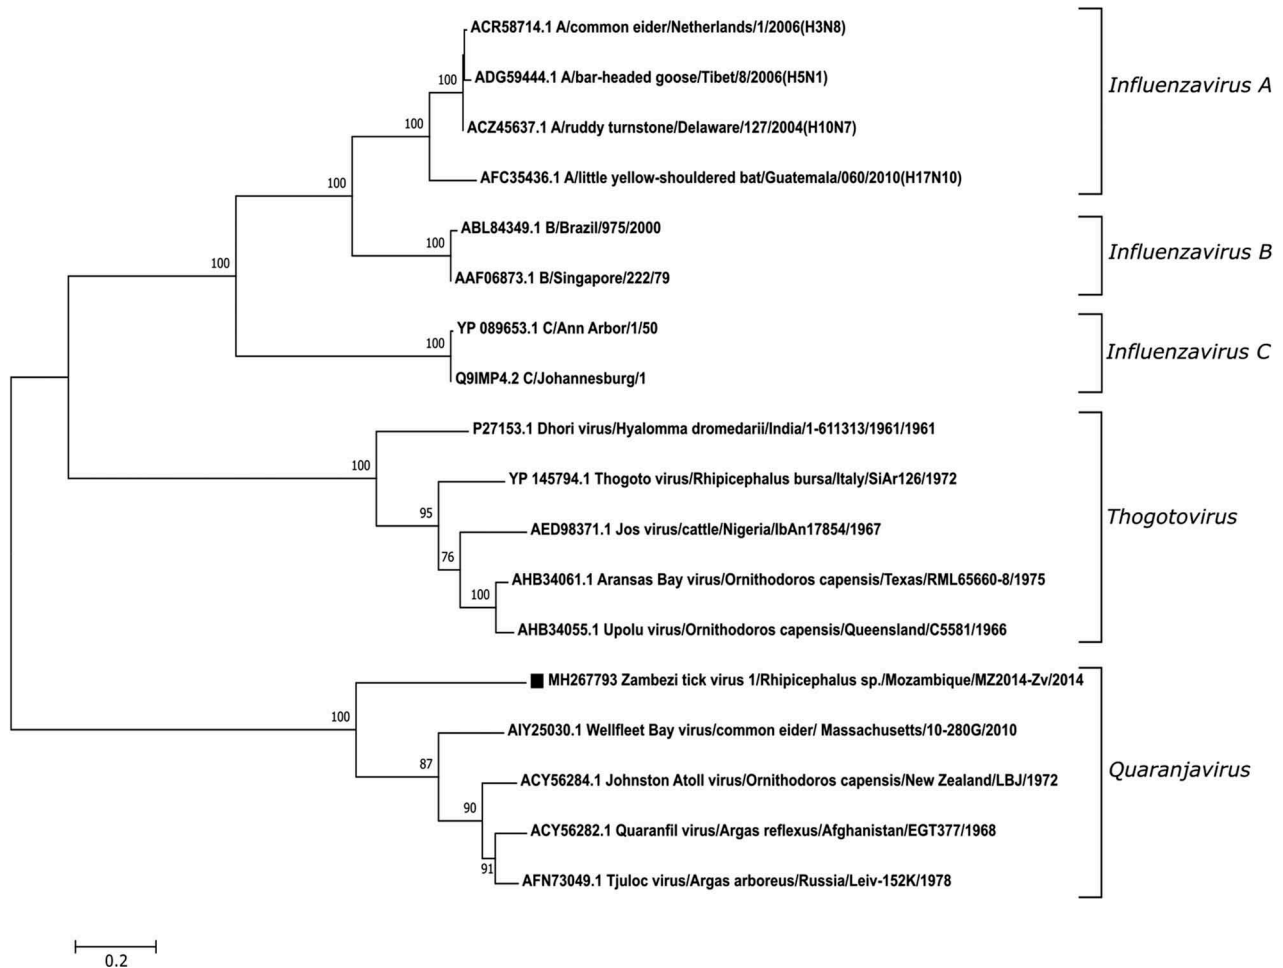 ACR58714.1 A/common eider/Netherlands/1/2006(H3N8)
100
ADG59444.1 A/bar-headed goose/Tibet/8/2006(H5N1)
Influenzavirus A
100
ACZ45637.1 A/ruddy turnstone/Delaware/127/2004(H10N7)
100
AFC35436.1 A/little yellow-shouldered bat/Guatemala/060/2010(H17N10)
ABL84349.1 B/Brazil/975/2000
100
Influenzavirus B
100
AAF06873.1 B/Singapore/222/79
YP 089653.1 C/Ann Arbor/1/50
100
Influenzavirus C
Q9IMP4.2 C/Johannesburg/1
P27153.1 Dhori virus/Hyalomma dromedarii/India/1-611313/1961/1961
100
YP 145794.1 Thogoto virus/Rhipicephalus bursa/Italy/SiAr126/1972
95
Thogotovirus
AED98371.1 Jos virus/cattle/Nigeria/IbAn17854/1967
76
AHB34061.1 Aransas Bay virus/Ornithodoros capensis/Texas/RML65660-8/1975
100
AHB34055.1 Upolu virus/Ornithodoros capensis/Queensland/C5581/1966
MH267793 Zambezi tick virus 1/Rhipicephalus sp./Mozambique/MZ2014-Zv/2014
100
AIY25030.1 Wellfleet Bay virus/common eider/ Massachusetts/10-280G/2010
87
Quaranjavirus
ACY56284.1 Johnston Atoll virus/Ornithodoros capensis/New Zealand/LBJ/1972
90
ACY56282.1 Quaranfil virus/Argas reflexus/Afghanistan/EGT377/1968
91
AFN73049.1 Tjuloc virus/Argas arboreus/Russia/Leiv-152K/1978
0.2